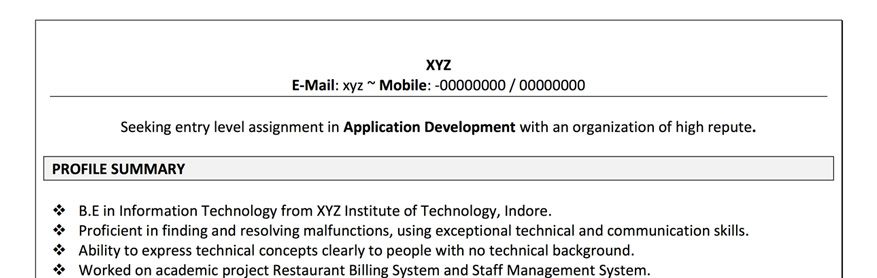 XYZ
E-Mail: xyz ~ Mobile: -00000000 / 00000000
Seeking entry level assignment in Application Development with an organization of high repute.
PROFILE SUMMARY
❖ B.E in Information Technology from XYZ Institute of Technology, Indore.
❖ Proficient in finding and resolving malfunctions, using exceptional technical and communication skills.
❖ Ability to express technical concepts clearly to people with no technical background.
❖ Worked on academic project Restaurant Billing System and Staff Management System.